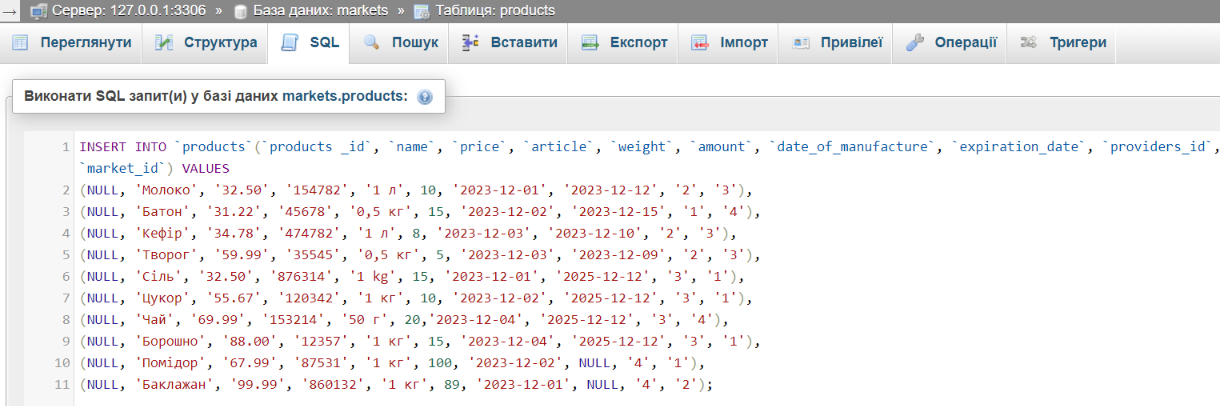 Сервер: 127.0.0.1:3306 » База даних: markets » Таблиця: products
Переглянути Структура SQL Пошук Вставити Експорт Імпорт Привілеї Операції Тригери
Виконати SQL запит(и) у базі даних markets.products:
1 INSERT INTO `products`(`products _id`, `name`, `price`, `article`, `weight`, `amount`, `date_of_manufacture`, `expiration_date`, `providers_id`,
`market_id`) VALUES
2 (NULL, 'Молоко', '32.50', '154782', '1 л', 10, '2023-12-01', '2023-12-12', '2', '3'),
3 (NULL, 'Батон', '31.22', '45678', '0,5 кг', 15, '2023-12-02', '2023-12-15', '1', '4'),
4 (NULL, 'Кефір', '34.78', '474782', '1 л', 8, '2023-12-03', '2023-12-10', '2', '3'),
5 (NULL, 'Творог', '59.99', '35545', '0,5 кг', 5, '2023-12-03', '2023-12-09', '2', '3'),
6 (NULL, 'Сіль', '32.50', '876314', '1 kg', 15, '2023-12-01', '2025-12-12', '3', '1'),
7 (NULL, 'Цукор', '55.67', '120342', '1 кг', 10, '2023-12-02', '2025-12-12', '3', '1'),
8 (NULL, 'Чай', '69.99', '153214', '50 г', 20,'2023-12-04', '2025-12-12', '3', '4'),
9 (NULL, 'Борошно', '88.00', '12357', '1 кг', 15, '2023-12-04', '2025-12-12', '3', '1'),
10 (NULL, 'Помідор', '67.99', '87531', '1 кг', 100, '2023-12-02', NULL, '4', '1'),
11 (NULL, 'Баклажан', '99.99', '860132', '1 кг', 89, '2023-12-01', NULL, '4', '2');